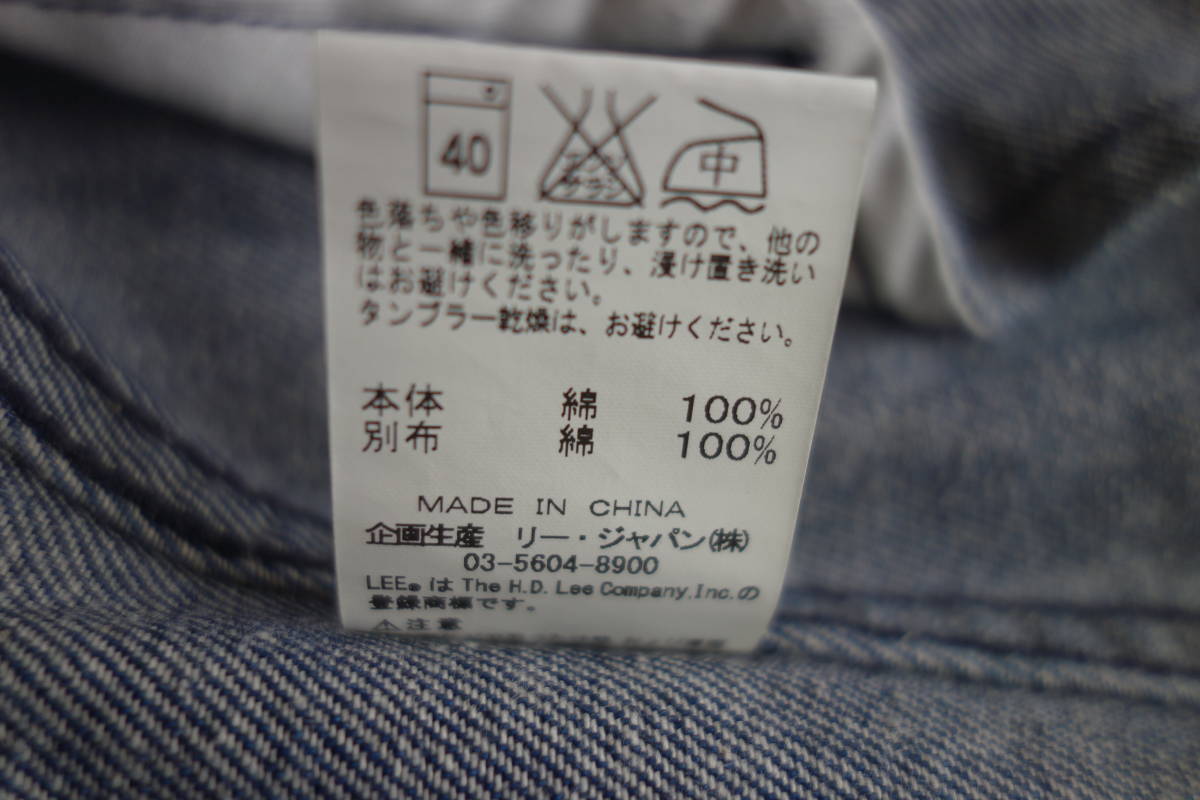 40
エンソ
サラシ
中
色落ちや色移りがしますので、他の
物と一緒に洗ったり、浸け置き洗い
はお避けください。
タンブラー乾燥は、お避けください。
本体 綿 100%
別布 綿 100%
MADE IN CHINA
企画生産 リー・ジャパン(株)
03-5604-8900
LEE® は The H.D. Lee Company.Inc.の
登録商標です。
⚠注意